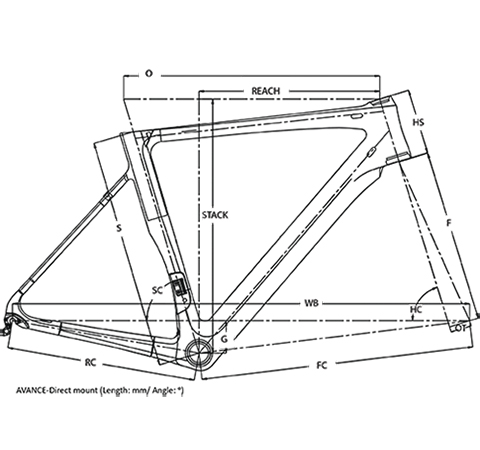 O
REACH
HS
STACK
S
F
SC
WB
HC
G
OT
RC
FC
AVANCE-Direct mount (Length: mm/ Angle: °)